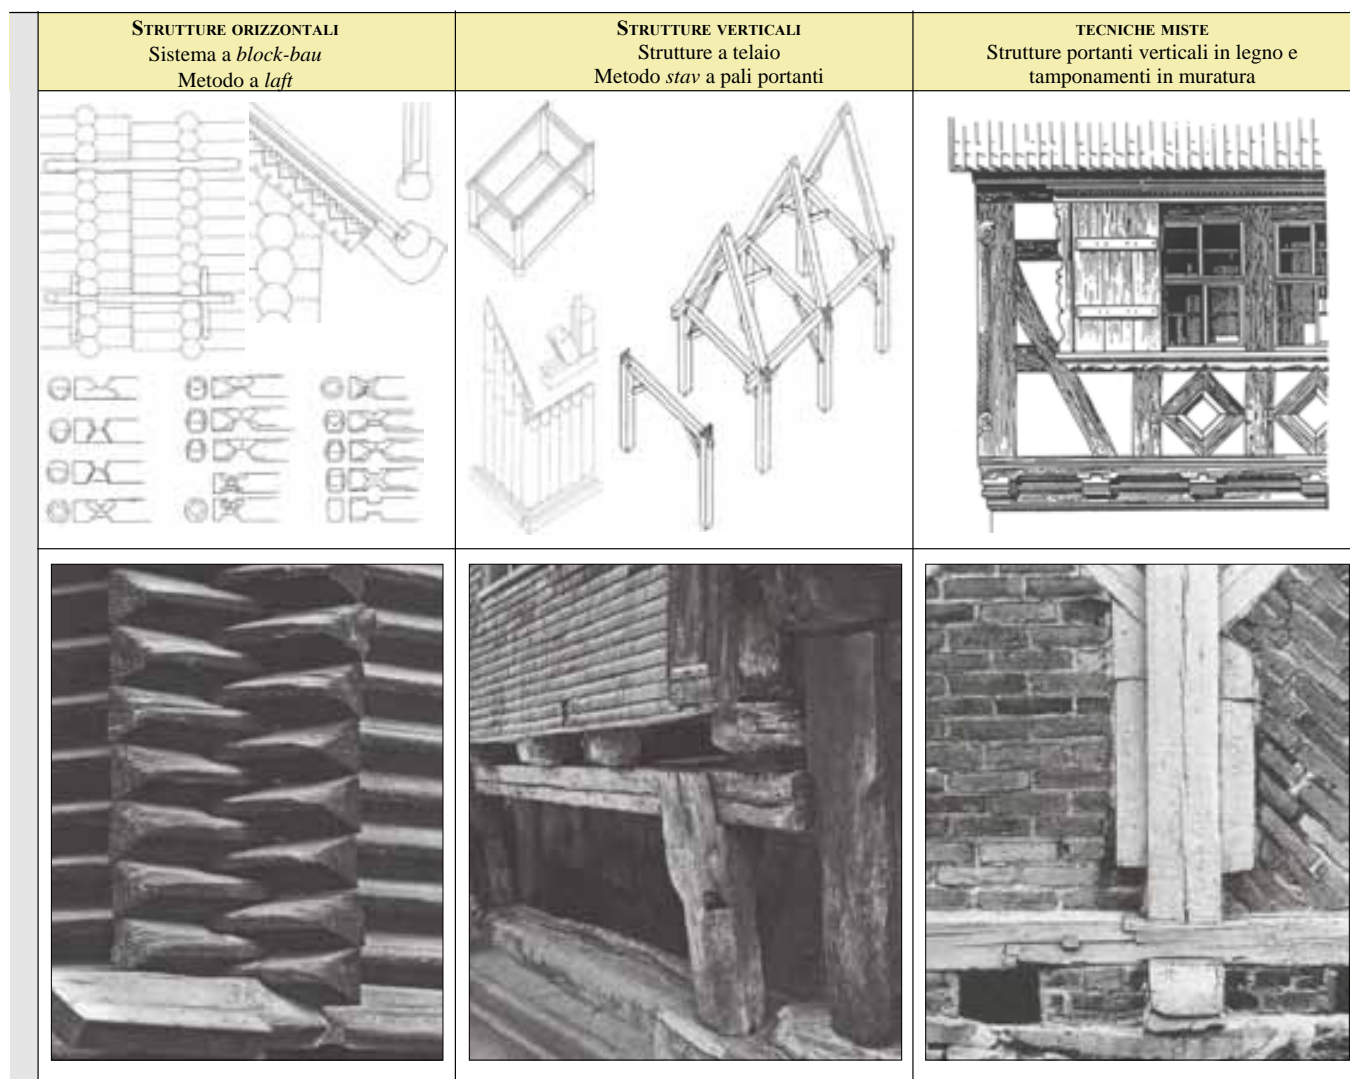 STRUTTURE ORIZZONTALI
Sistema a block-bau
Metodo a laft
STRUTTURE VERTICALI
Strutture a telaio
Metodo stav a pali portanti
TECNICHE MISTE
Strutture portanti verticali in legno e
tamponamenti in muratura